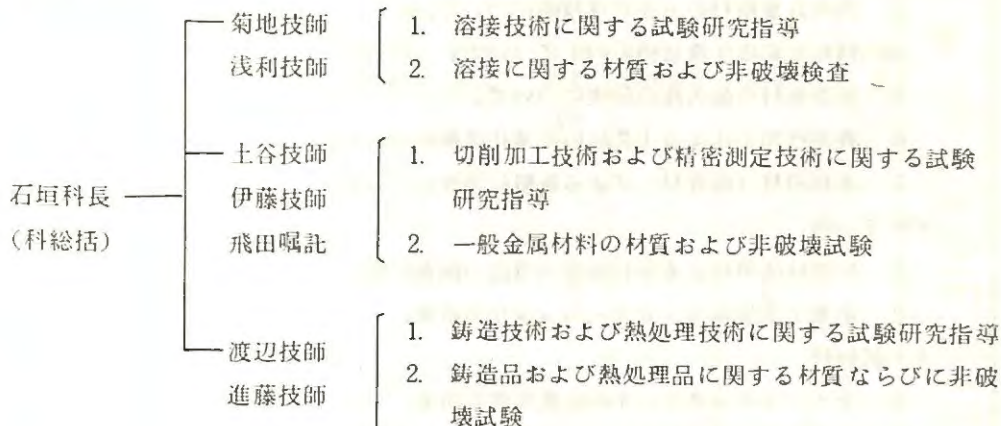 菊地技師 1. 溶接技術に関する試験研究指導
浅利技師 2. 溶接に関する材質および非破壊検査
土谷技師 1. 切削加工技術および精密測定技術に関する試験
石垣科長 伊藤技師 研究指導
(科総括) 飛田嘱託 2. 一般金属材料の材質および非破壊試験
渡辺技師 1. 鋳造技術および熱処理技術に関する試験研究指導
進藤技師 2. 鋳造品および熱処理品に関する材質ならびに非破
壊試験